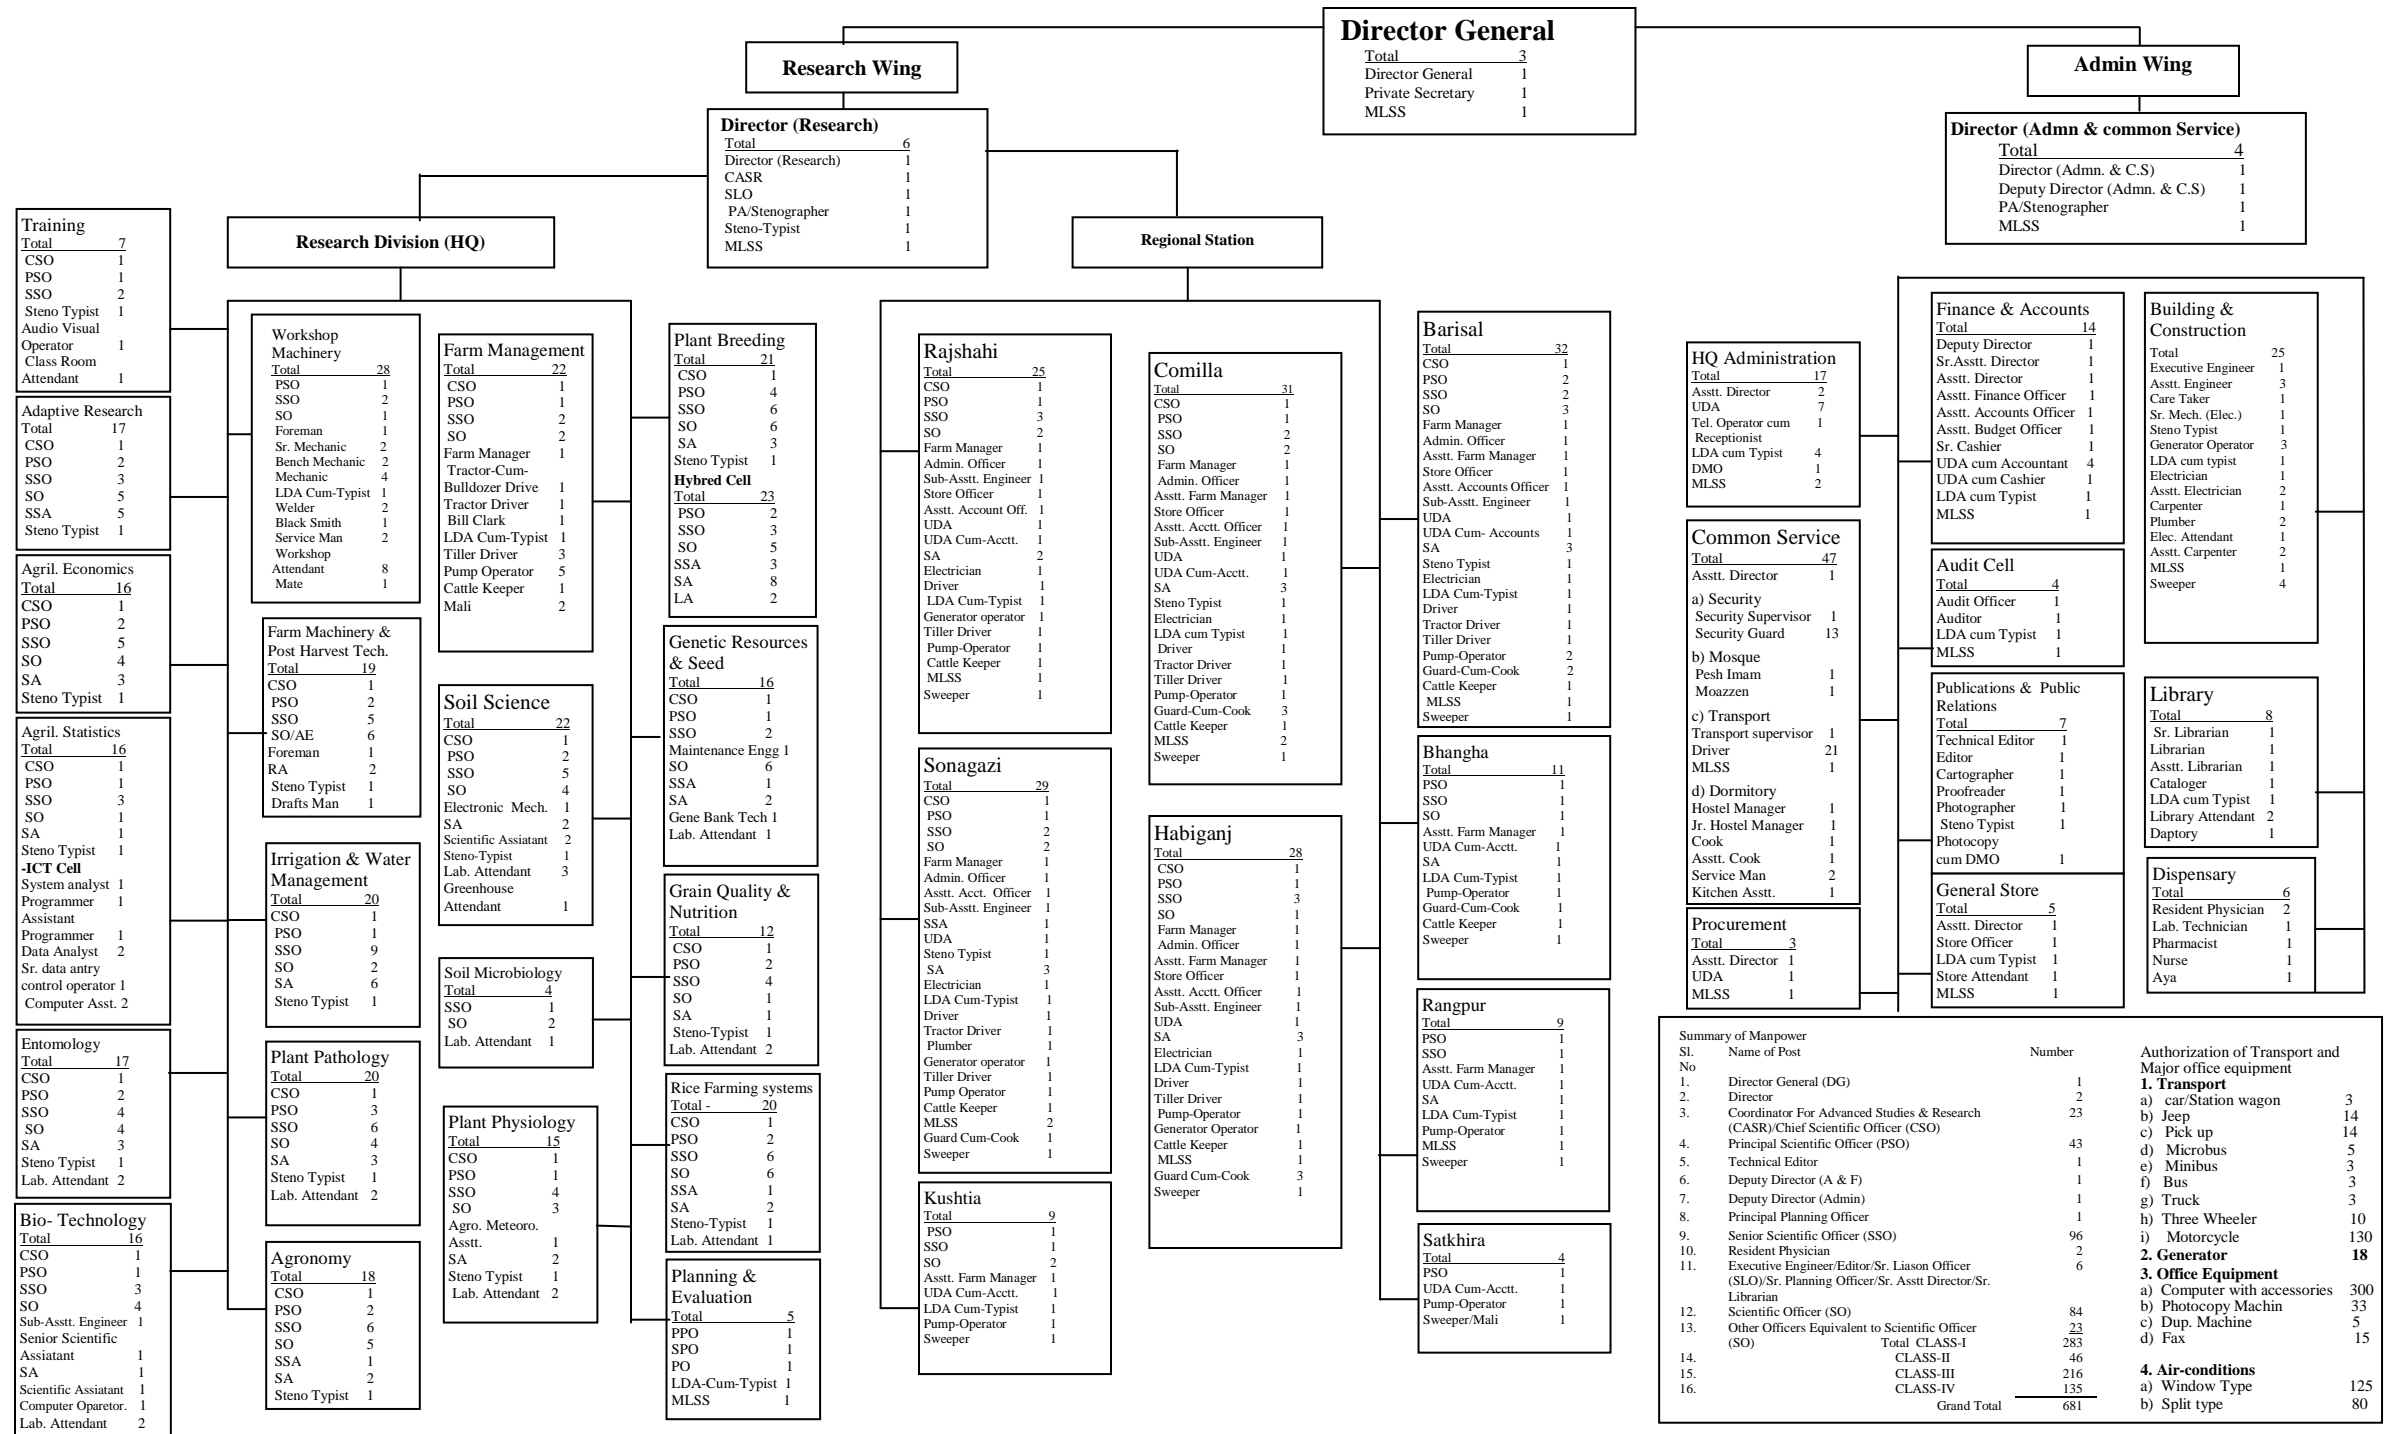 Director General
Total 3
Director General 1
Private Secretary 1
MLSS 1
Research Wing
Admin Wing
Director (Research)
Total 6
Director (Research) 1
CASR 1
SLO 1
PA/Stenographer 1
Steno-Typist 1
MLSS 1
Director (Admn & common Service)
Total 4
Director (Admn. & C.S) 1
Deputy Director (Admn. & C.S) 1
PA/Stenographer 1
MLSS 1
Research Division (HQ)
Regional Station
Training
Total 7
CSO 1
PSO 1
SSO 2
Steno Typist 1
Audio Visual
Operator 1
Class Room
Attendant 1
Adaptive Research
Total 17
CSO 1
PSO 2
SSO 3
SO 5
SSA 5
Steno Typist 1
Agril. Economics
Total 16
CSO 1
PSO 2
SSO 5
SO 4
SA 3
Steno Typist 1
Agril. Statistics
Total 16
CSO 1
PSO 1
SSO 3
SO 1
SA 1
Steno Typist 1
-ICT Cell
System analyst 1
Programmer 1
Assistant
Programmer 1
Data Analyst 2
Sr. data antry
control operator 1
Computer Asst. 2
Entomology
Total 17
CSO 1
PSO 2
SSO 4
SO 4
SA 3
Steno Typist 1
Lab. Attendant 2
Bio- Technology
Total 16
CSO 1
PSO 1
SSO 3
SO 4
Sub-Asstt. Engineer 1
Senior Scientific
Assiatant 1
SA 1
Scientific Assiatant 1
Computer Oparetor. 1
Lab. Attendant 2
Workshop
Machinery
Total 28
PSO 1
SSO 2
SO 1
Foreman 1
Sr. Mechanic 2
Bench Mechanic 2
Mechanic 4
LDA Cum-Typist 1
Welder 2
Black Smith 1
Service Man 2
Workshop
Attendant 8
Mate 1
Farm Machinery &
Post Harvest Tech.
Total 19
CSO 1
PSO 2
SSO 5
SO/AE 6
Foreman 1
RA 2
Steno Typist 1
Drafts Man 1
Irrigation & Water
Management
Total 20
CSO 1
PSO 1
SSO 9
SO 2
SA 6
Steno Typist 1
Plant Pathology
Total 20
CSO 1
PSO 3
SSO 6
SO 4
SA 3
Steno Typist 1
Lab. Attendant 2
Agronomy
Total 18
CSO 1
PSO 2
SSO 6
SO 5
SSA 1
SA 2
Steno Typist 1
Farm Management
Total 22
CSO 1
PSO 1
SSO 2
SO 2
Farm Manager 1
Tractor-Cum-
Bulldozer Drive 1
Tractor Driver 1
Bill Clark 1
LDA Cum-Typist 1
Tiller Driver 3
Pump Operator 5
Cattle Keeper 1
Mali 2
Soil Science
Total 22
CSO 1
PSO 2
SSO 5
SO 4
Electronic Mech. 1
SA 2
Scientific Assiatant 2
Steno-Typist 1
Lab. Attendant 3
Greenhouse
Attendant 1
Soil Microbiology
Total 4
SSO 1
SO 2
Lab. Attendant 1
Plant Physiology
Total 15
CSO 1
PSO 1
SSO 4
SO 3
Agro. Meteoro.
Asstt. 1
SA 2
Steno Typist 1
Lab. Attendant 2
Plant Breeding
Total 21
CSO 1
PSO 4
SSO 6
SO 6
SA 3
Steno Typist 1
Hybred Cell
Total 23
PSO 2
SSO 3
SO 5
SSA 3
SA 8
LA 2
Genetic Resources
& Seed
Total 16
CSO 1
PSO 1
SSO 2
Maintenance Engg 1
SO 6
SSA 1
SA 2
Gene Bank Tech 1
Lab. Attendant 1
Grain Quality &
Nutrition
Total 12
CSO 1
PSO 2
SSO 4
SO 1
SA 1
Steno-Typist 1
Lab. Attendant 2
Rice Farming systems
Total - 20
CSO 1
PSO 2
SSO 6
SO 6
SSA 1
SA 2
Steno-Typist 1
Lab. Attendant 1
Planning &
Evaluation
Total 5
PPO 1
SPO 1
PO 1
LDA-Cum-Typist 1
MLSS 1
Rajshahi
Total 25
CSO 1
PSO 1
SSO 3
SO 2
Farm Manager 1
Admin. Officer 1
Sub-Asstt. Engineer 1
Store Officer 1
Asstt. Account Off. 1
UDA 1
UDA Cum-Acctt. 1
SA 2
Electrician 1
Driver 1
LDA Cum-Typist 1
Generator operator 1
Tiller Driver 1
Pump-Operator 1
Cattle Keeper 1
MLSS 1
Sweeper 1
Sonagazi
Total 29
CSO 1
PSO 1
SSO 2
SO 2
Farm Manager 1
Admin. Officer 1
Asstt. Acct. Officer 1
Sub-Asstt. Engineer 1
SSA 1
UDA 1
Steno Typist 1
SA 3
Electrician 1
LDA Cum-Typist 1
Driver 1
Tractor Driver 1
Plumber 1
Generator operator 1
Tiller Driver 1
Pump Operator 1
Cattle Keeper 1
MLSS 2
Guard Cum-Cook 1
Sweeper 1
Kushtia
Total 9
PSO 1
SSO 1
SO 2
Asstt. Farm Manager 1
UDA Cum-Acctt. 1
LDA Cum-Typist 1
Pump-Operator 1
Sweeper 1
Comilla
Total 31
CSO 1
PSO 1
SSO 2
SO 2
Farm Manager 1
Admin. Officer 1
Asstt. Farm Manager 1
Store Officer 1
Asstt. Acctt. Officer 1
Sub-Asstt. Engineer 1
UDA 1
UDA Cum-Acctt. 1
SA 3
Steno Typist 1
Electrician 1
LDA cum Typist 1
Driver 1
Tractor Driver 1
Tiller Driver 1
Pump-Operator 1
Guard-Cum-Cook 3
Cattle Keeper 1
MLSS 2
Sweeper 1
Habiganj
Total 28
CSO 1
PSO 1
SSO 3
SO 1
Farm Manager 1
Admin. Officer 1
Asstt. Farm Manager 1
Store Officer 1
Asstt. Acctt. Officer 1
Sub-Asstt. Engineer 1
UDA 1
SA 3
Electrician 1
LDA Cum-Typist 1
Driver 1
Tiller Driver 1
Pump-Operator 1
Generator Operator 1
Cattle Keeper 1
MLSS 1
Guard Cum-Cook 3
Sweeper 1
Barisal
Total 32
CSO 1
PSO 2
SSO 2
SO 3
Farm Manager 1
Admin. Officer 1
Asstt. Farm Manager 1
Store Officer 1
Asstt. Accounts Officer 1
Sub-Asstt. Engineer 1
UDA 1
UDA Cum- Accounts 1
SA 3
Steno Typist 1
Electrician 1
LDA Cum-Typist 1
Driver 1
Tractor Driver 1
Tiller Driver 1
Pump-Operator 2
Guard-Cum-Cook 2
Cattle Keeper 1
MLSS 1
Sweeper 1
Bhangha
Total 11
PSO 1
SSO 1
SO 1
Asstt. Farm Manager 1
UDA Cum-Acctt. 1
SA 1
LDA Cum-Typist 1
Pump-Operator 1
Guard-Cum-Cook 1
Cattle Keeper 1
Sweeper 1
Rangpur
Total 9
PSO 1
SSO 1
Asstt. Farm Manager 1
UDA Cum-Acctt. 1
SA 1
LDA Cum-Typist 1
Pump-Operator 1
MLSS 1
Sweeper 1
Satkhira
Total 4
PSO 1
UDA Cum-Acctt. 1
Pump-Operator 1
Sweeper/Mali 1
HQ Administration
Total 17
Asstt. Director 2
UDA 7
Tel. Operator cum 1
Receptionist
LDA cum Typist 4
DMO 1
MLSS 2
Common Service
Total 47
Asstt. Director 1
a) Security
Security Supervisor 1
Security Guard 13
b) Mosque
Pesh Imam 1
Moazzen 1
c) Transport
Transport supervisor 1
Driver 21
MLSS 1
d) Dormitory
Hostel Manager 1
Jr. Hostel Manager 1
Cook 1
Asstt. Cook 1
Service Man 2
Kitchen Asstt. 1
Procurement
Total 3
Asstt. Director 1
UDA 1
MLSS 1
Finance & Accounts
Total 14
Deputy Director 1
Sr.Asstt. Director 1
Asstt. Director 1
Asstt. Finance Officer 1
Asstt. Accounts Officer 1
Asstt. Budget Officer 1
Sr. Cashier 1
UDA cum Accountant 4
UDA cum Cashier 1
LDA cum Typist 1
MLSS 1
Audit Cell
Total 4
Audit Officer 1
Auditor 1
LDA cum Typist 1
MLSS 1
Publications & Public
Relations
Total 7
Technical Editor 1
Editor 1
Cartographer 1
Proofreader 1
Photographer 1
Steno Typist 1
Photocopy
cum DMO 1
General Store
Total 5
Asstt. Director 1
Store Officer 1
LDA cum Typist 1
Store Attendant 1
MLSS 1
Building &
Construction
Total 25
Executive Engineer 1
Asstt. Engineer 3
Care Taker 1
Sr. Mech. (Elec.) 1
Steno Typist 1
Generator Operator 3
LDA cum typist 1
Electrician 1
Asstt. Electrician 2
Carpenter 1
Plumber 2
Elec. Attendant 1
Asstt. Carpenter 2
MLSS 1
Sweeper 4
Library
Total 8
Sr. Librarian 1
Librarian 1
Asstt. Librarian 1
Cataloger 1
LDA cum Typist 1
Library Attendant 2
Daptory 1
Dispensary
Total 6
Resident Physician 2
Lab. Technician 1
Pharmacist 1
Nurse 1
Aya 1
Summary of Manpower
Sl. Name of Post Number
No
1. Director General (DG) 1
2. Director 2
3. Coordinator For Advanced Studies & Research 23
(CASR)/Chief Scientific Officer (CSO)
4. Principal Scientific Officer (PSO) 43
5. Technical Editor 1
6. Deputy Director (A & F) 1
7. Deputy Director (Admin) 1
8. Principal Planning Officer 1
9. Senior Scientific Officer (SSO) 96
10. Resident Physician 2
11. Executive Engineer/Editor/Sr. Liason Officer 6
(SLO)/Sr. Planning Officer/Sr. Asstt Director/Sr.
Librarian
12. Scientific Officer (SO) 84
13. Other Officers Equivalent to Scientific Officer 23
(SO) Total CLASS-I 283
14. CLASS-II 46
15. CLASS-III 216
16. CLASS-IV 135
Grand Total 681
Authorization of Transport and
Major office equipment
1. Transport
a) car/Station wagon 3
b) Jeep 14
c) Pick up 14
d) Microbus 5
e) Minibus 3
f) Bus 3
g) Truck 3
h) Three Wheeler 10
i) Motorcycle 130
2. Generator 18
3. Office Equipment
a) Computer with accessories 300
b) Photocopy Machin 33
c) Dup. Machine 5
d) Fax 15
4. Air-conditions
a) Window Type 125
b) Split type 80